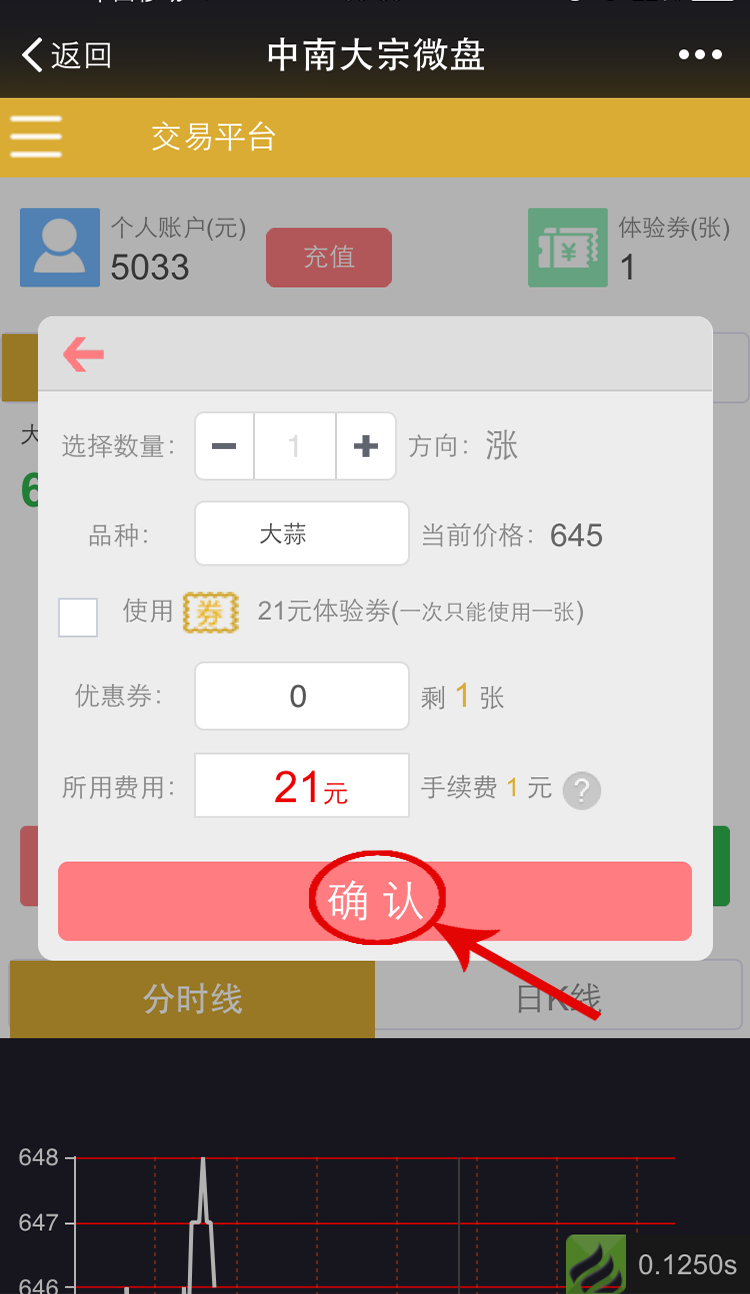 返回 中南大宗微盘
交易平台
个人账户(元) 充值 体验券(张)
5033 1
大
6
选择数量: 1 方向: 涨
品种: 大蒜 当前价格: 645
使用 券 21元体验券(一次只能使用一张)
优惠券: 0 剩 1 张
所用费用: 21元 手续费 1 元 ?
确 认
分时线 日K线
648
647
646
0.1250s